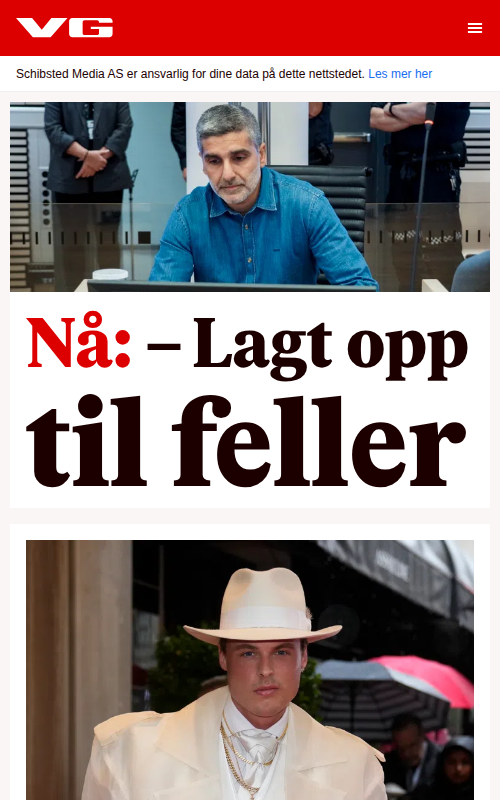 VG
Schibsted Media AS er ansvarlig for dine data på dette nettstedet. Les mer her
Nå: – Lagt opp
til feller